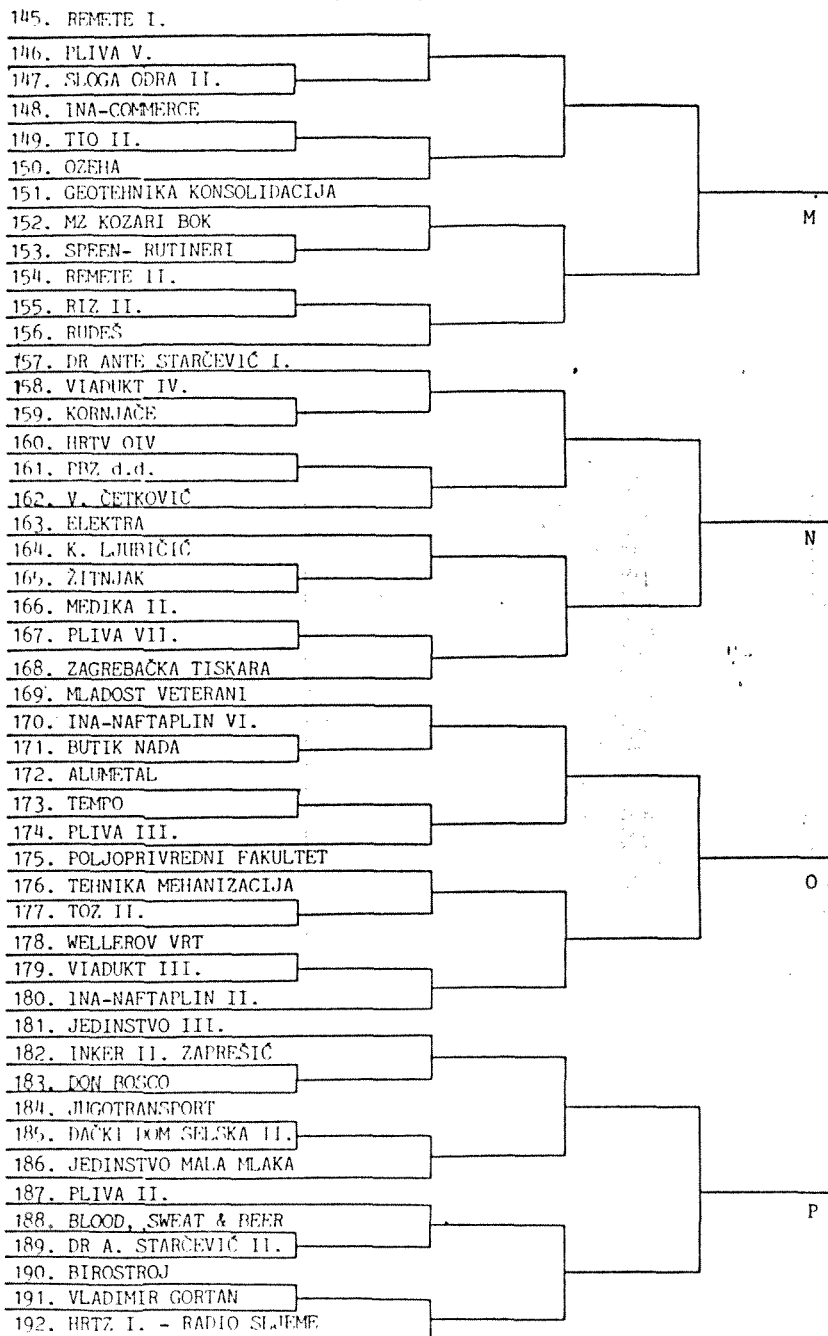 145. REMETE I.
146. PLIVA V.
147. SLOGA ODRA II.
148. INA-COMMERCE
149. TIO II.
150. OZEHA
151. GEOTEHNIKA KONSOLIDACIJA
152. MZ KOZARI BOK
153. SPEEN- RUTINERI
154. REMETE II.
155. RIZ II.
156. RUDEŠ
M
157. DR ANTE STARČEVIĆ I.
158. VIADUKT IV.
159. KORNJAČE
160. HRTV OIV
161. PBZ d.d.
162. V. ČETKOVIĆ
163. ELEKTRA
164. K. LJUBIČIĆ
165. ŽITNJAK
166. MEDIKA II.
167. PLIVA VII.
168. ZAGREBAČKA TISKARA
N
169. MLADOST VETERANI
170. INA-NAFTAPLIN VI.
171. BUTIK NADA
172. ALUMETAL
173. TEMPO
174. PLIVA III.
175. POLJOPRIVREDNI FAKULTET
176. TEHNIKA MEHANIZACIJA
177. TOZ II.
178. WELLEROV VRT
179. VIADUKT III.
180. INA-NAFTAPLIN II.
O
181. JEDINSTVO III.
182. INKER II. ZAPREŠIĆ
183. DON BOSCO
184. JUGOTRANSPORT
185. ĐAČKI DOM SELSKA II.
186. JEDINSTVO MALA MLAKA
187. PLIVA II.
188. BLOOD, SWEAT & BEER
189. DR A. STARČEVIĆ II.
190. BIROSTROJ
191. VLADIMIR GORTAN
192. HRTZ I. - RADIO SLJEME
P